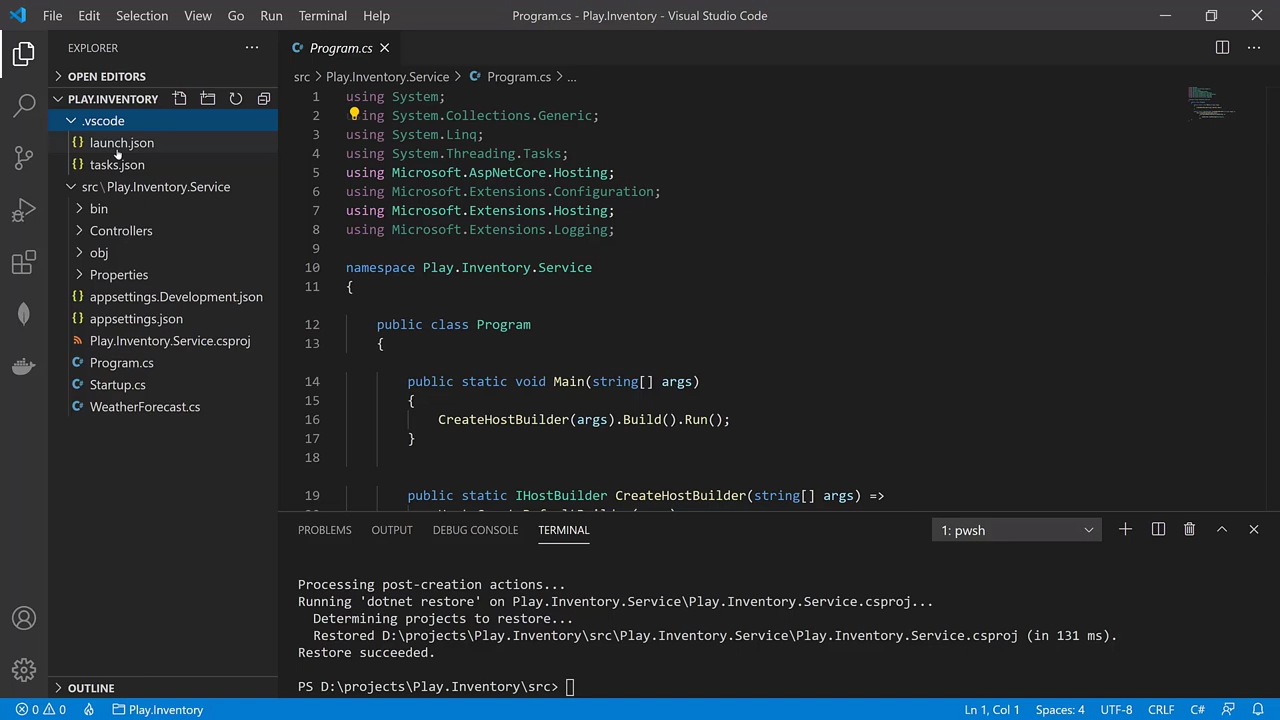 File Edit Selection View Go Run Terminal Help
Program.cs - Play.Inventory - Visual Studio Code
EXPLORER
OPEN EDITORS
PLAY.INVENTORY
.vscode
launch.json
tasks.json
src\Play.Inventory.Service
bin
Controllers
obj
Properties
appsettings.Development.json
appsettings.json
Play.Inventory.Service.csproj
Program.cs
Startup.cs
WeatherForecast.cs
OUTLINE
Program.cs
src > Play.Inventory.Service > Program.cs > ...
1 using System;
2 ing System.Collections.Generic;
3 using System.Linq;
4 using System.Threading.Tasks;
5 using Microsoft.AspNetCore.Hosting;
6 using Microsoft.Extensions.Configuration;
7 using Microsoft.Extensions.Hosting;
8 using Microsoft.Extensions.Logging;
9
10 namespace Play.Inventory.Service
11 {
12 public class Program
13 {
14 public static void Main(string[] args)
15 {
16 CreateHostBuilder(args).Build().Run();
17 }
18
19 public static IHostBuilder CreateHostBuilder(string[] args) =>
PROBLEMS OUTPUT DEBUG CONSOLE TERMINAL
1: pwsh
Processing post-creation actions...
Running 'dotnet restore' on Play.Inventory.Service\Play.Inventory.Service.csproj...
Determining projects to restore...
Restored D:\projects\Play.Inventory\src\Play.Inventory.Service\Play.Inventory.Service.csproj (in 131 ms).
Restore succeeded.
PS D:\projects\Play.Inventory\src>
0 0 Play.Inventory
Ln 1, Col 1 Spaces: 4 UTF-8 CRLF C#